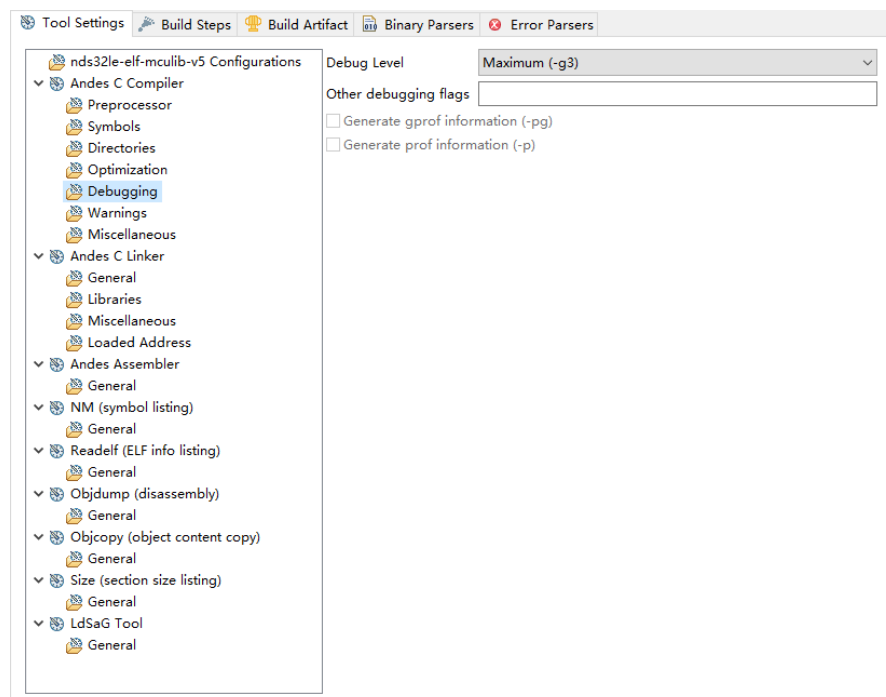 Tool Settings Build Steps Build Artifact Binary Parsers Error Parsers
nds32le-elf-mculib-v5 Configurations
Andes C Compiler
Preprocessor
Symbols
Directories
Optimization
Debugging
Warnings
Miscellaneous
Andes C Linker
General
Libraries
Miscellaneous
Loaded Address
Andes Assembler
General
NM (symbol listing)
General
Readelf (ELF info listing)
General
Objdump (disassembly)
General
Objcopy (object content copy)
General
Size (section size listing)
General
LdSaG Tool
General
Debug Level Maximum (-g3)
Other debugging flags
Generate gprof information (-pg)
Generate prof information (-p)